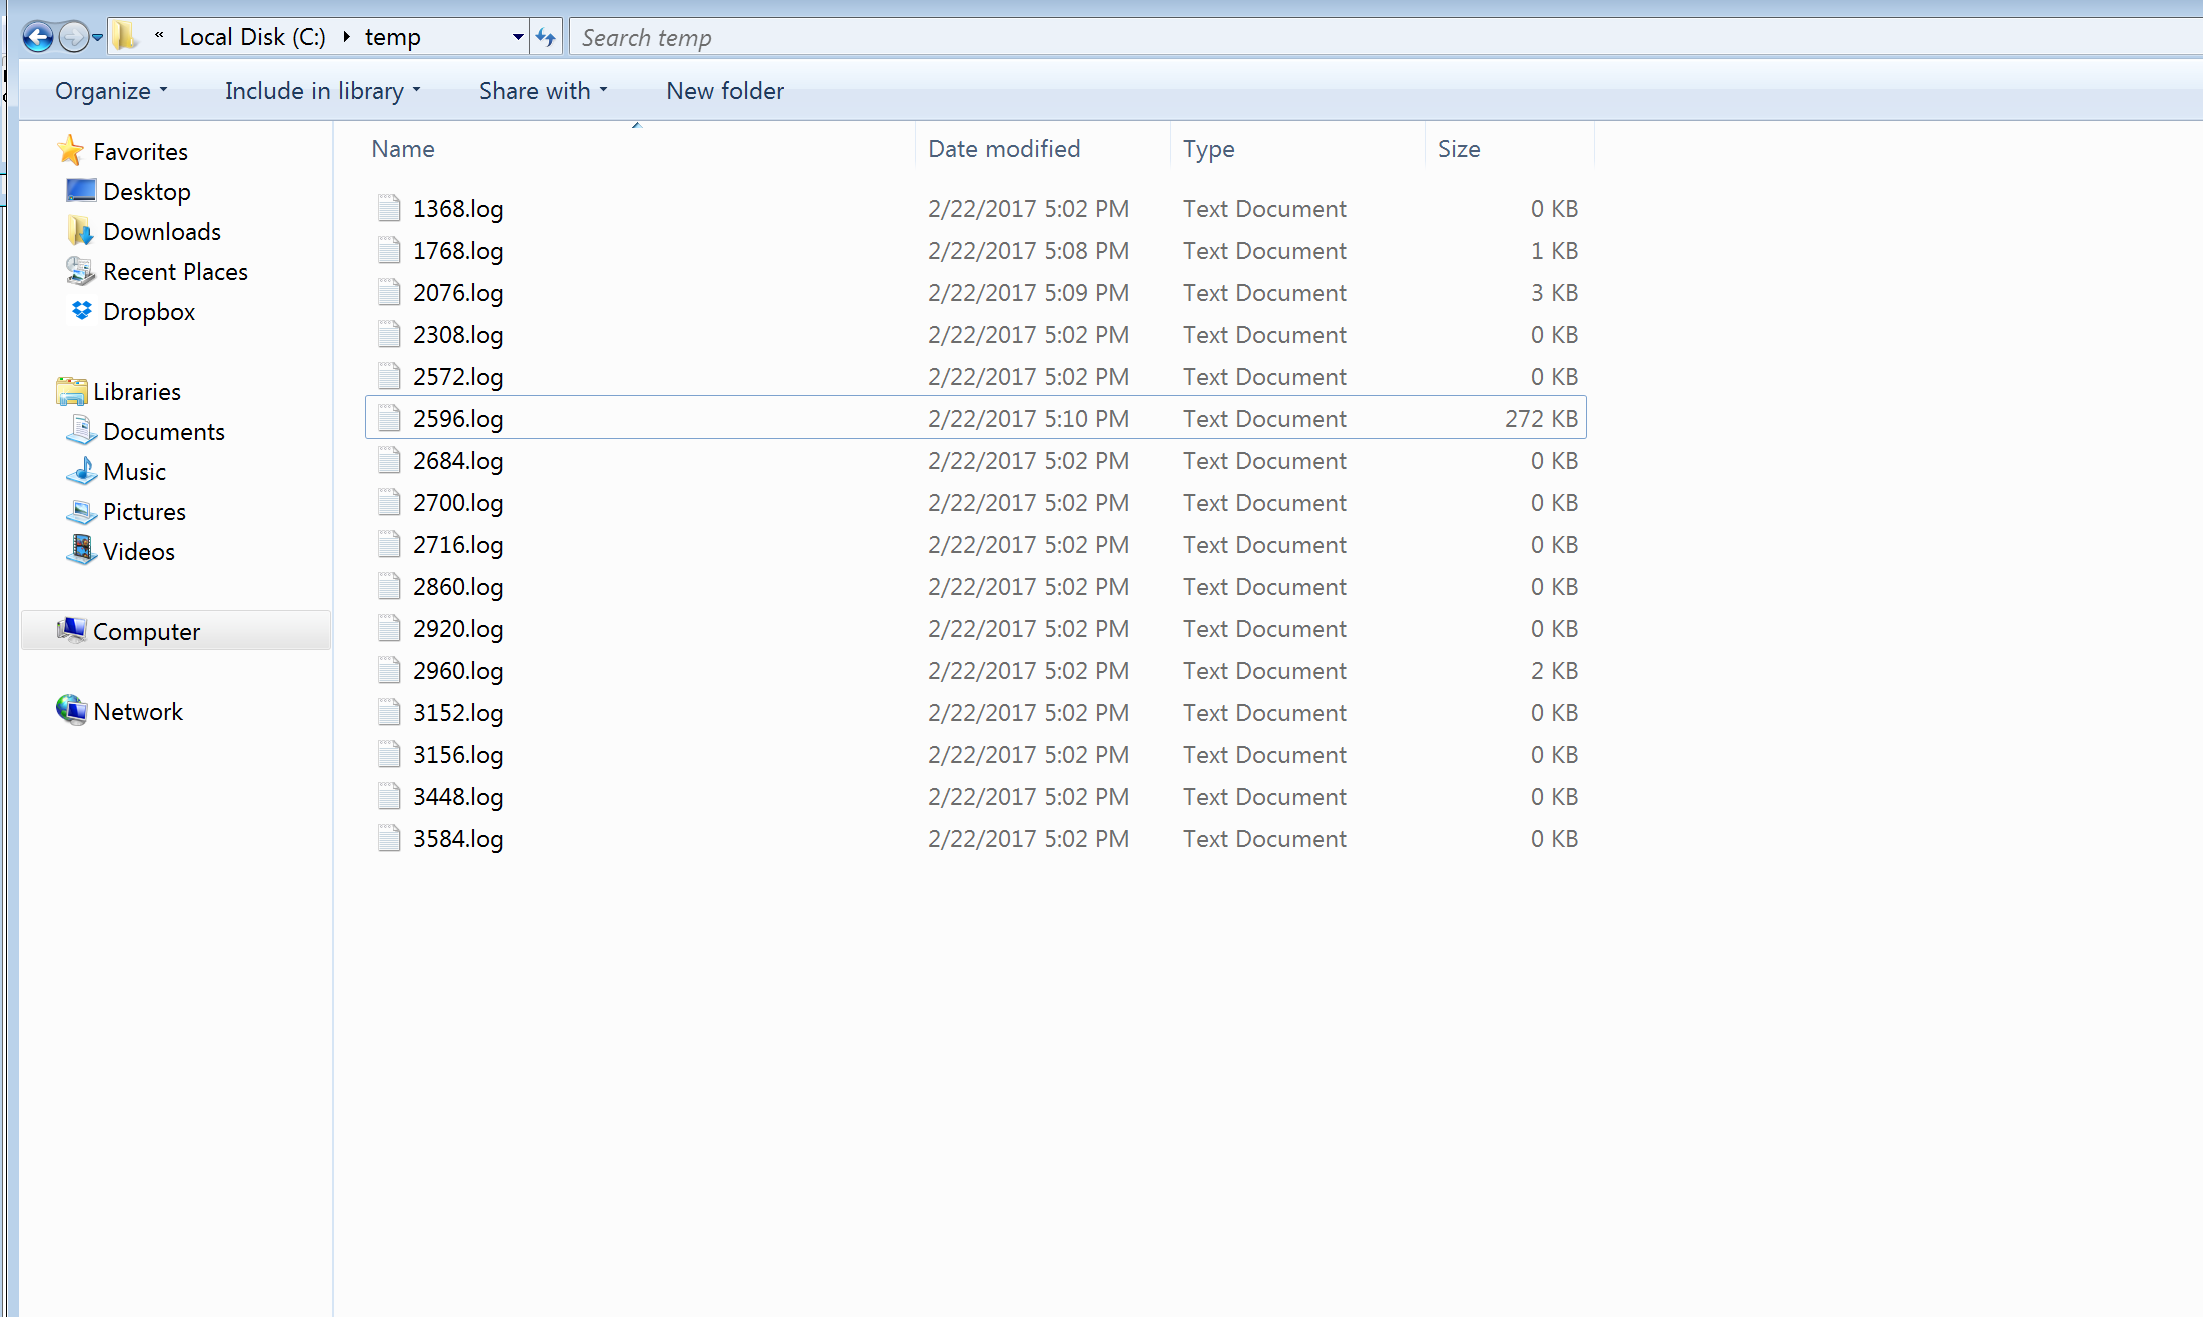 « Local Disk (C:) temp Search temp
Organize Include in library Share with New folder
Favorites
Desktop
Downloads
Recent Places
Dropbox
Libraries
Documents
Music
Pictures
Videos
Computer
Network
Name Date modified Type Size
1368.log 2/22/2017 5:02 PM Text Document 0 KB
1768.log 2/22/2017 5:08 PM Text Document 1 KB
2076.log 2/22/2017 5:09 PM Text Document 3 KB
2308.log 2/22/2017 5:02 PM Text Document 0 KB
2572.log 2/22/2017 5:02 PM Text Document 0 KB
2596.log 2/22/2017 5:10 PM Text Document 272 KB
2684.log 2/22/2017 5:02 PM Text Document 0 KB
2700.log 2/22/2017 5:02 PM Text Document 0 KB
2716.log 2/22/2017 5:02 PM Text Document 0 KB
2860.log 2/22/2017 5:02 PM Text Document 0 KB
2920.log 2/22/2017 5:02 PM Text Document 0 KB
2960.log 2/22/2017 5:02 PM Text Document 2 KB
3152.log 2/22/2017 5:02 PM Text Document 0 KB
3156.log 2/22/2017 5:02 PM Text Document 0 KB
3448.log 2/22/2017 5:02 PM Text Document 0 KB
3584.log 2/22/2017 5:02 PM Text Document 0 KB